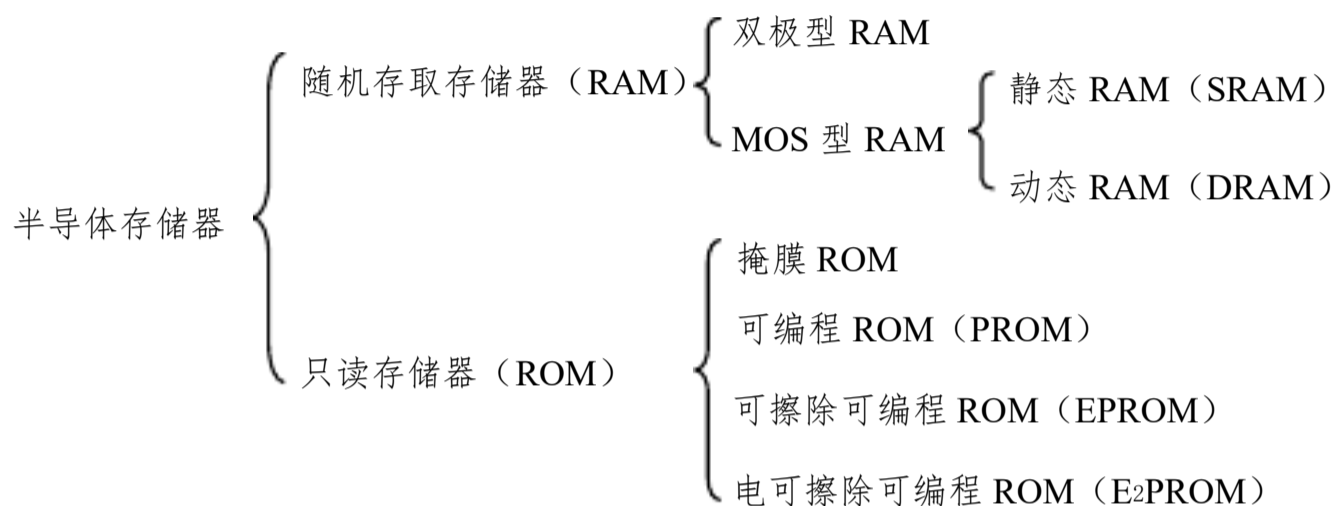 双极型 RAM
随机存取存储器（RAM）
静态 RAM（SRAM）
MOS 型 RAM
动态 RAM（DRAM）
半导体存储器
掩膜 ROM
可编程 ROM（PROM）
只读存储器（ROM）
可擦除可编程 ROM（EPROM）
电可擦除可编程 ROM（E2PROM）